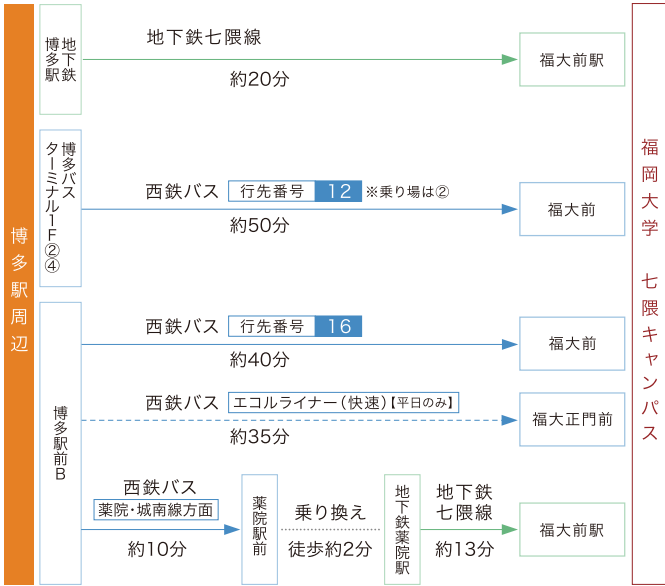 博多駅周辺
地下鉄
博多駅
地下鉄七隈線
約20分
福大前駅
博多バス
ターミナル1F②④
西鉄バス 行先番号 12 ※乗り場は②
約50分
福大前
博多駅前B
西鉄バス 行先番号 16
約40分
福大前
西鉄バス エコルライナー(快速)【平日のみ】
約35分
福大正門前
西鉄バス
薬院・城南線方面
約10分
薬院駅前
乗り換え
徒歩約2分
地下鉄薬院駅
地下鉄
七隈線
約13分
福大前駅
福岡大学 七隈キャンパス